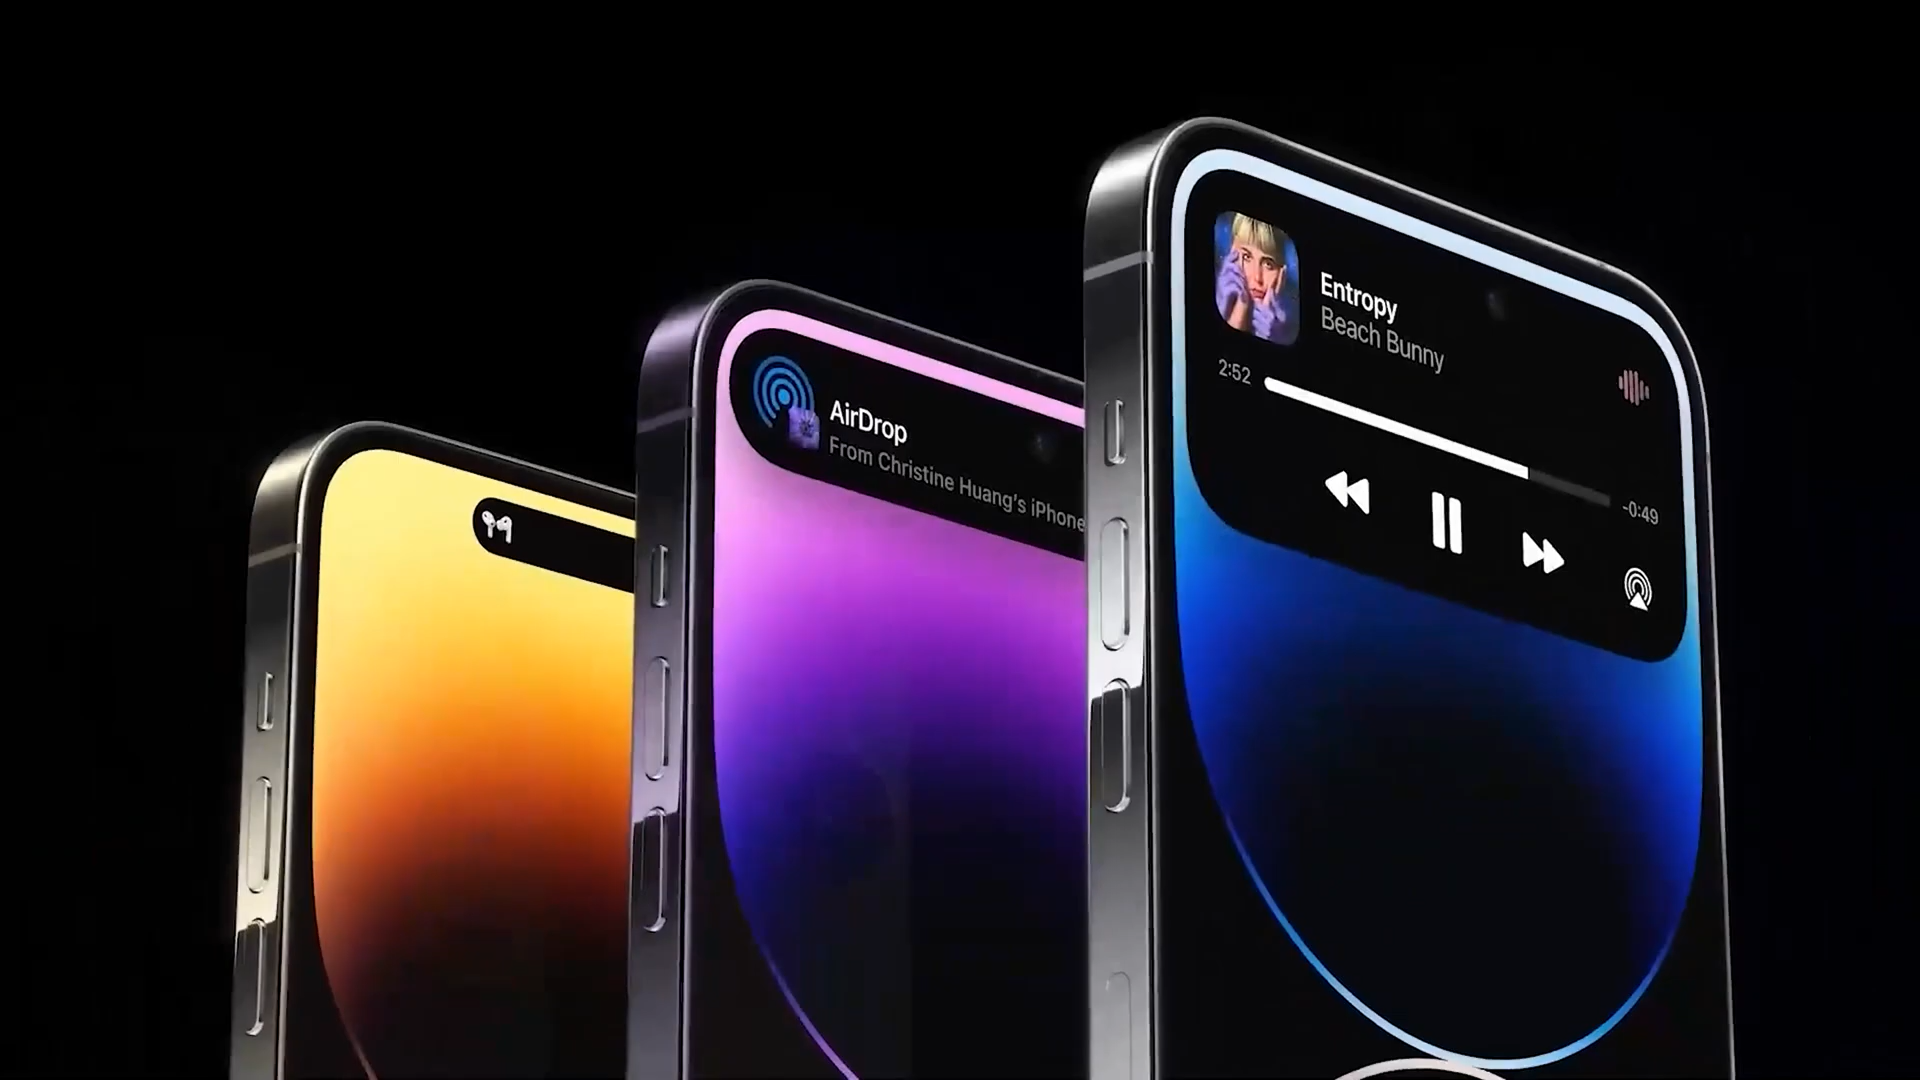 AirDrop
From Christine Huang's iPhone
Entropy
Beach Bunny
2:52
-0:49